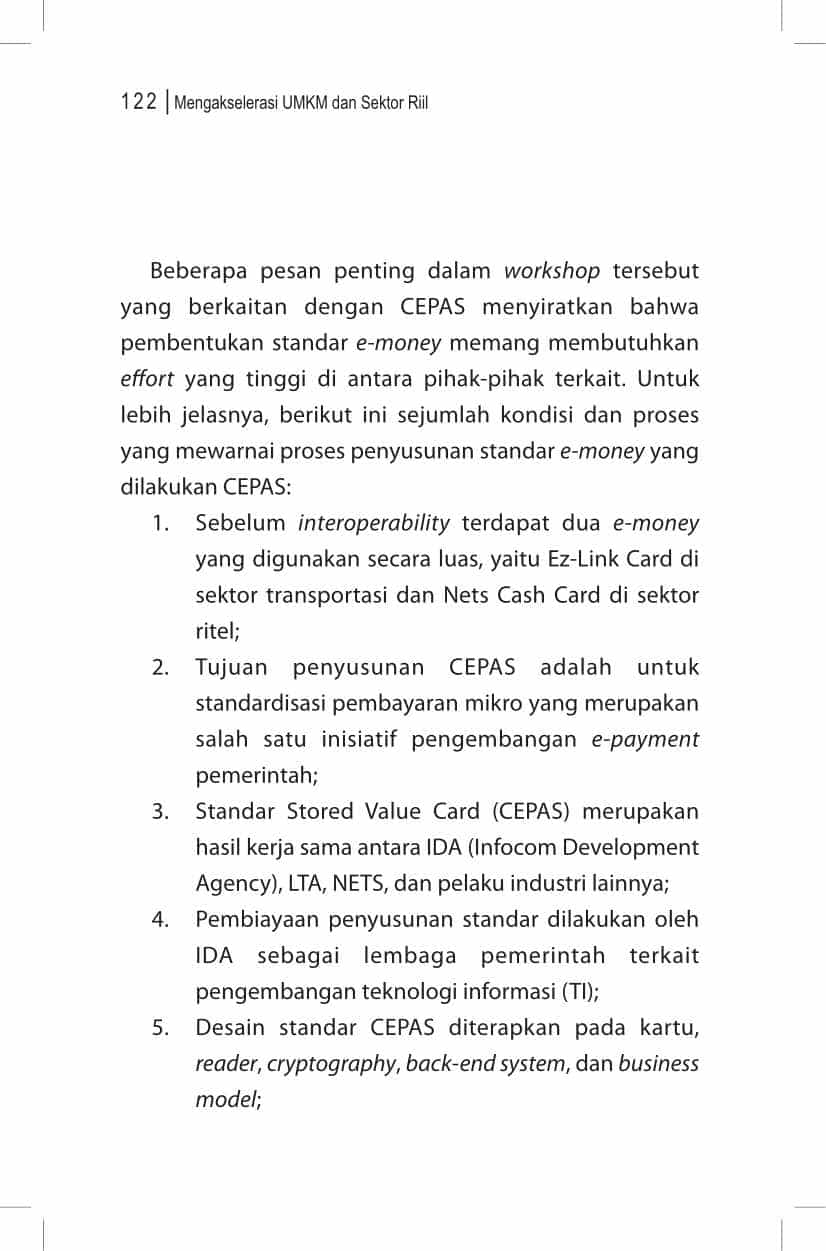 122 | Mengakselerasi UMKM dan Sektor Riil
Beberapa pesan penting dalam workshop tersebut
yang berkaitan dengan CEPAS menyiratkan bahwa
pembentukan standar e-money memang membutuhkan
effort yang tinggi di antara pihak-pihak terkait. Untuk
lebih jelasnya, berikut ini sejumlah kondisi dan proses
yang mewarnai proses penyusunan standar e-money yang
dilakukan CEPAS:
1. Sebelum interoperability terdapat dua e-money
yang digunakan secara luas, yaitu Ez-Link Card di
sektor transportasi dan Nets Cash Card di sektor
ritel;
2. Tujuan penyusunan CEPAS adalah untuk
standardisasi pembayaran mikro yang merupakan
salah satu inisiatif pengembangan e-payment
pemerintah;
3. Standar Stored Value Card (CEPAS) merupakan
hasil kerja sama antara IDA (Infocom Development
Agency), LTA, NETS, dan pelaku industri lainnya;
4. Pembiayaan penyusunan standar dilakukan oleh
IDA sebagai lembaga pemerintah terkait
pengembangan teknologi informasi (TI);
5. Desain standar CEPAS diterapkan pada kartu,
reader, cryptography, back-end system, dan business
model;